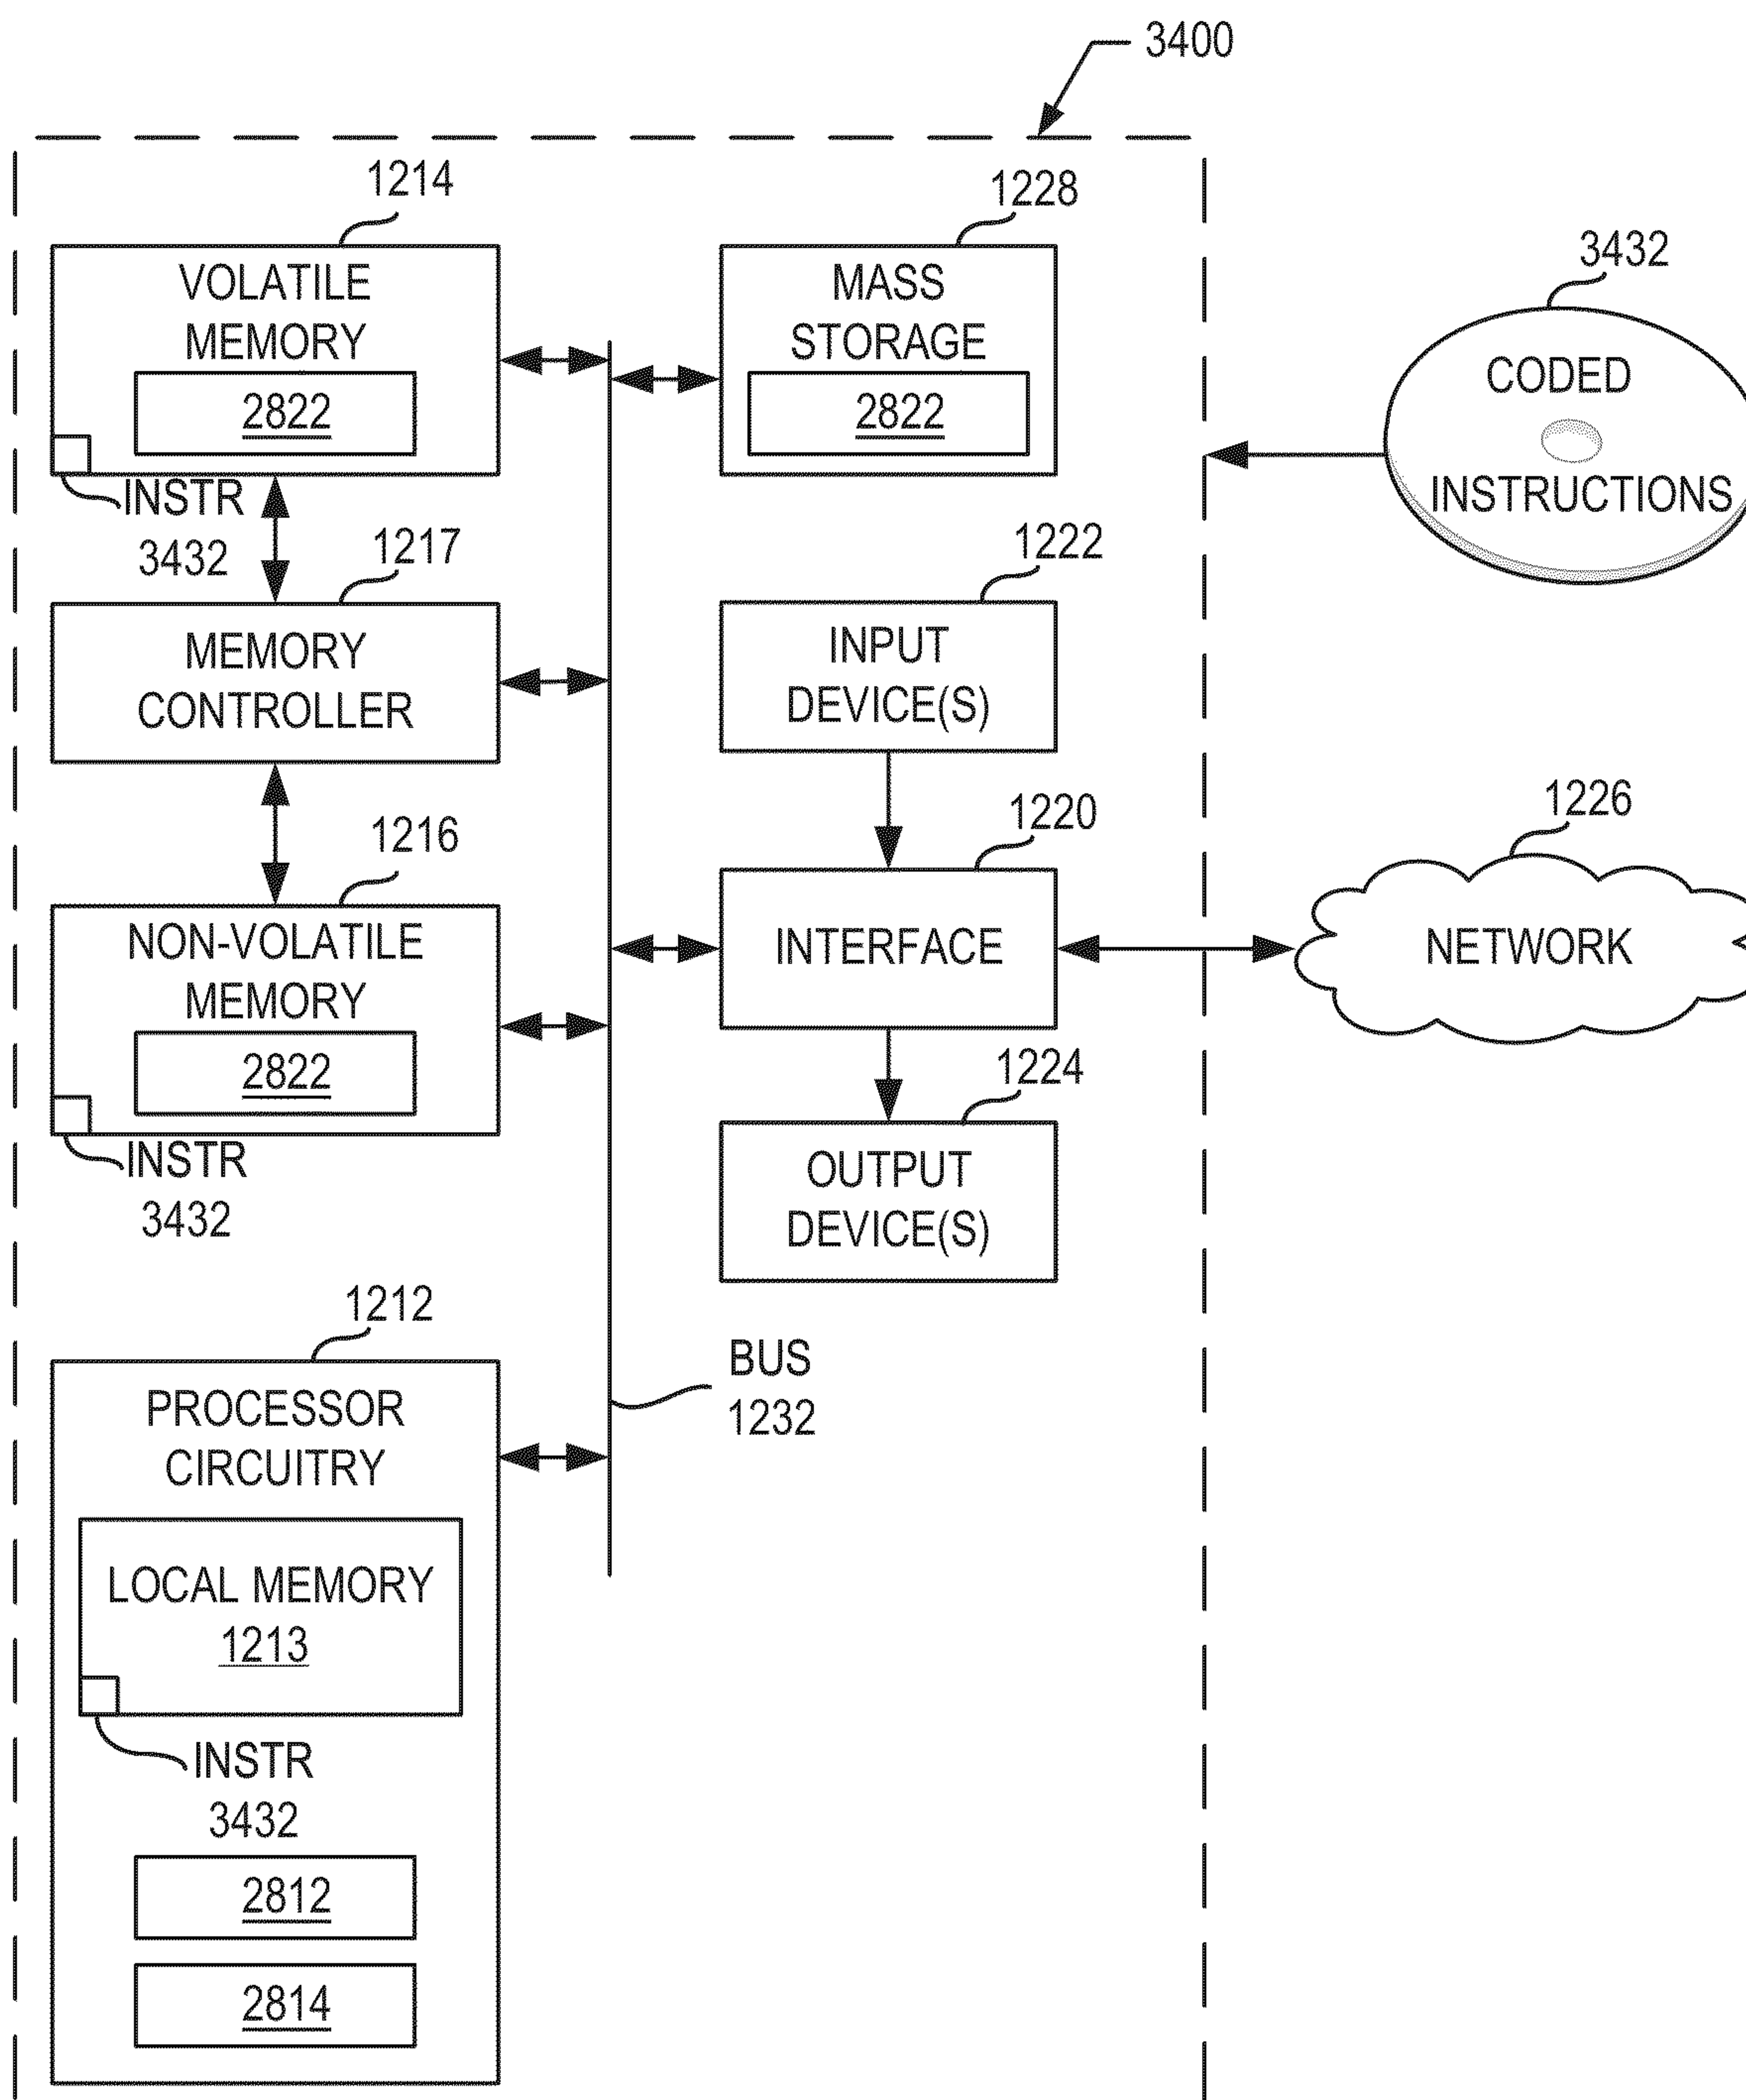 3400
1214
VOLATILE
MEMORY
2822
INSTR
3432
1217
MEMORY
CONTROLLER
1216
NON-VOLATILE
MEMORY
2822
INSTR
3432
1212
PROCESSOR
CIRCUITRY
LOCAL MEMORY
1213
INSTR
3432
2812
2814
1228
MASS
STORAGE
2822
1222
INPUT
DEVICE(S)
1220
INTERFACE
1224
OUTPUT
DEVICE(S)
BUS
1232
3432
CODED
INSTRUCTIONS
1226
NETWORK